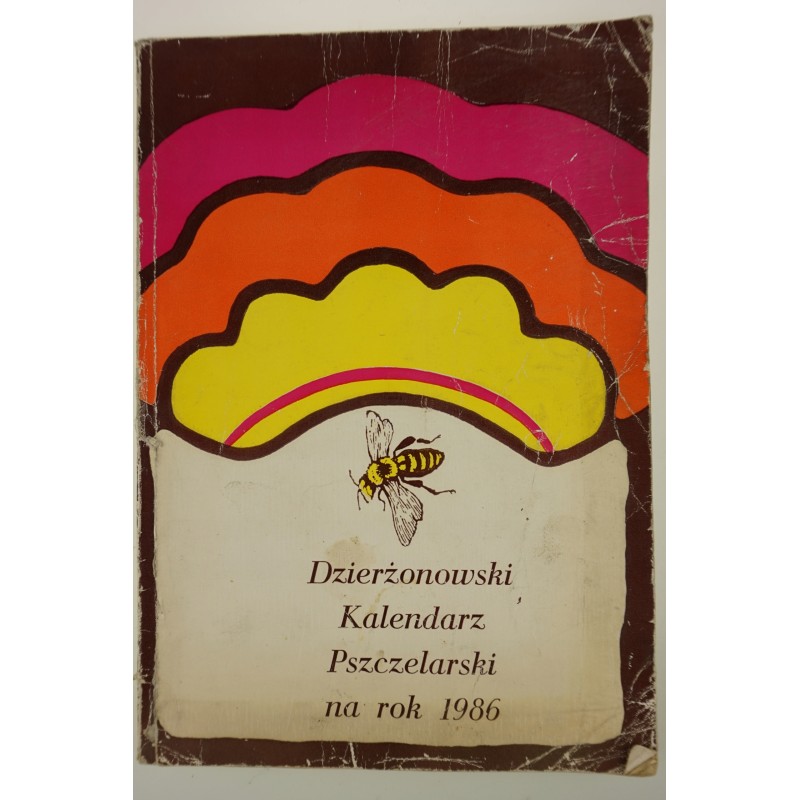 Dzierżonowski
Kalendarz
Pszczelarski
na rok 1986